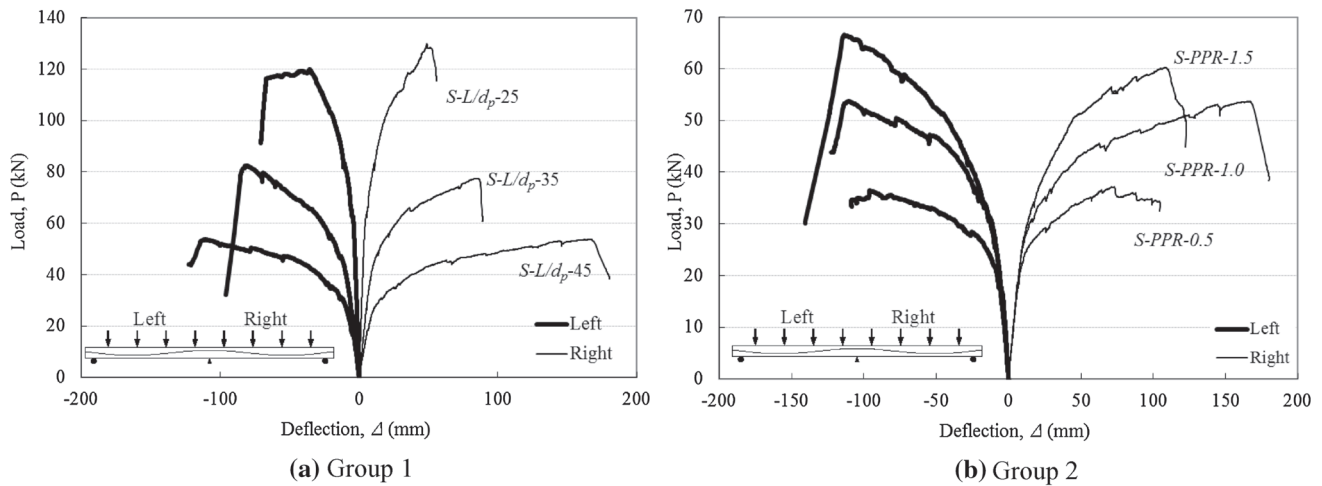 140
120
100
80
60
40
20
0
Load, P (kN)
S-L/dp-25
S-L/dp-35
S-L/dp-45
Left Right
Left
Right
-200 -100 0 100 200
Deflection, Δ (mm)
(a) Group 1
70
60
50
40
30
20
10
0
Load, P (kN)
S-PPR-1.5
S-PPR-1.0
S-PPR-0.5
Left Right
Left
Right
-200 -150 -100 -50 0 50 100 150 200
Deflection, Δ (mm)
(b) Group 2